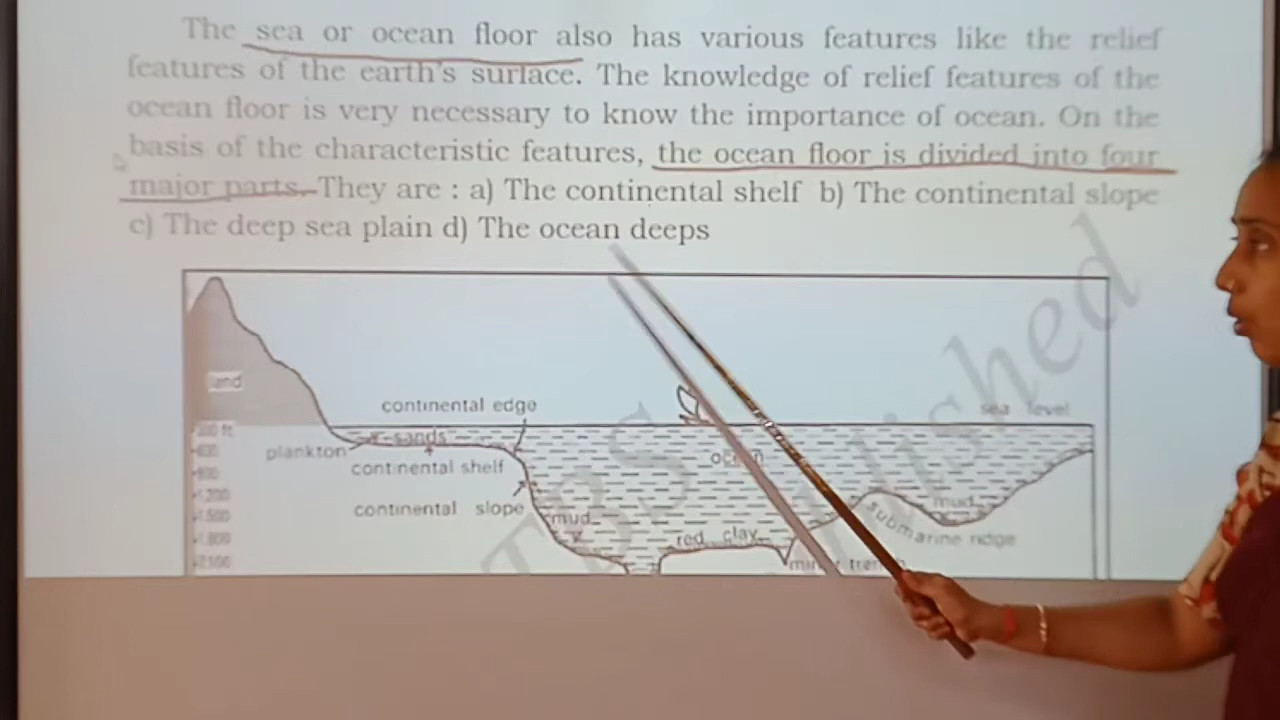 The sea or ocean floor also has various features like the relief
features of the earth's surface. The knowledge of relief features of the
ocean floor is very necessary to know the importance of ocean. On the
basis of the characteristic features, the ocean floor is divided into four
major parts. They are : a) The continental shelf b) The continental slope
c) The deep sea plain d) The ocean deeps
land
continental edge
sea level
sands
plankton
continental shelf
ocean
continental slope
mud
mud
submarine ridge
red clay
TBS